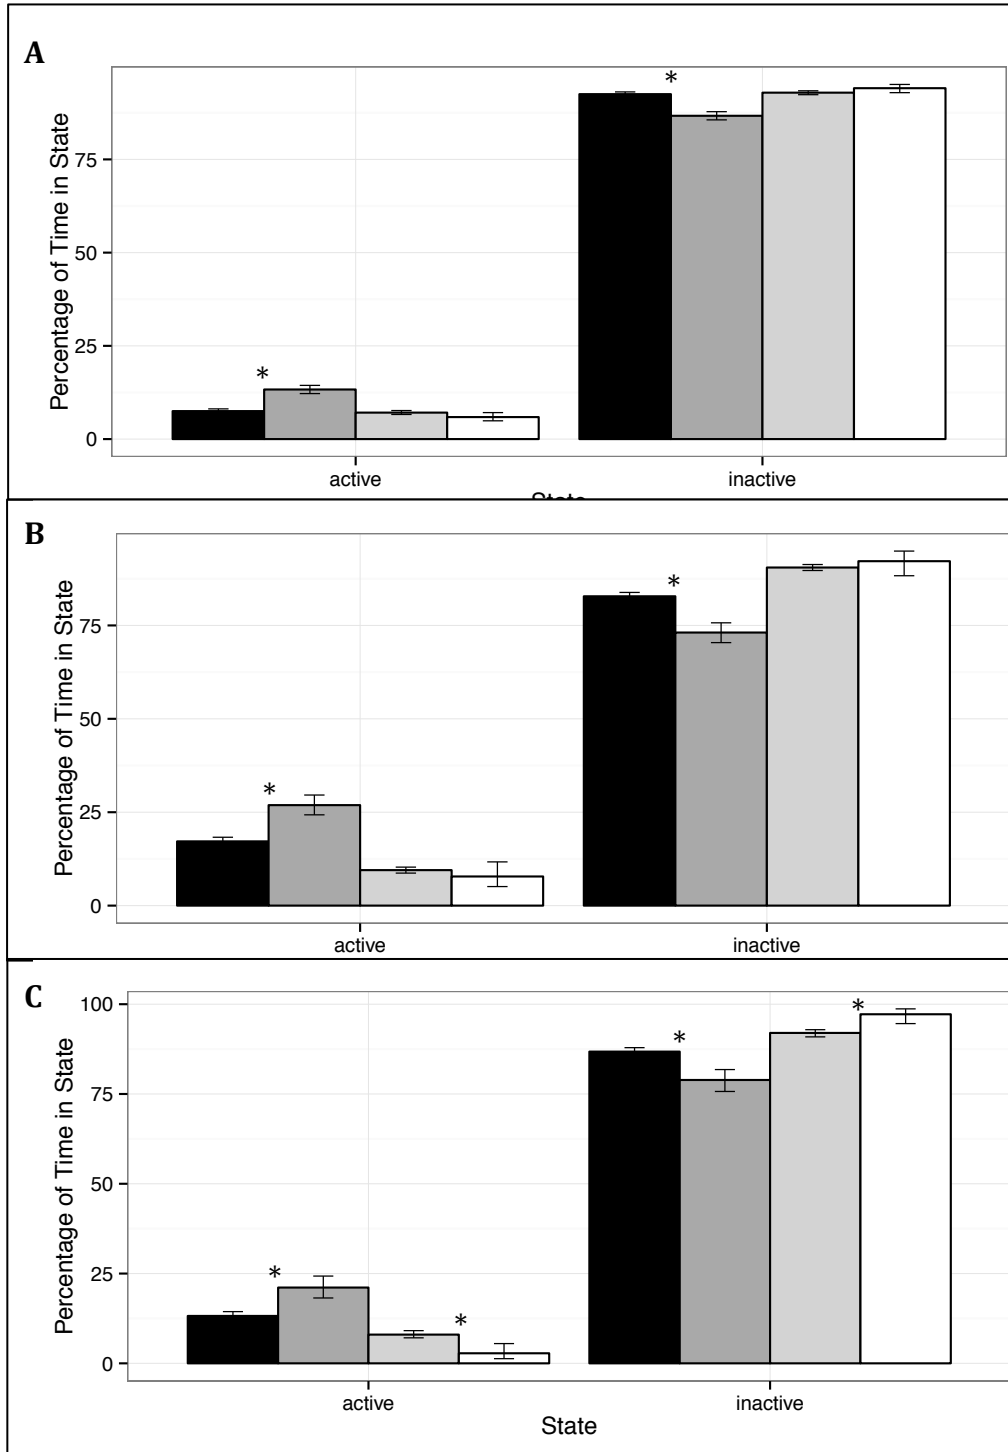 A
Percentage of Time in State
75
50
25
0
*
*
active
inactive
State
B
Percentage of Time in State
75
50
25
0
*
*
active
inactive
C
Percentage of Time in State
100
75
50
25
0
*
*
*
*
active
inactive
State